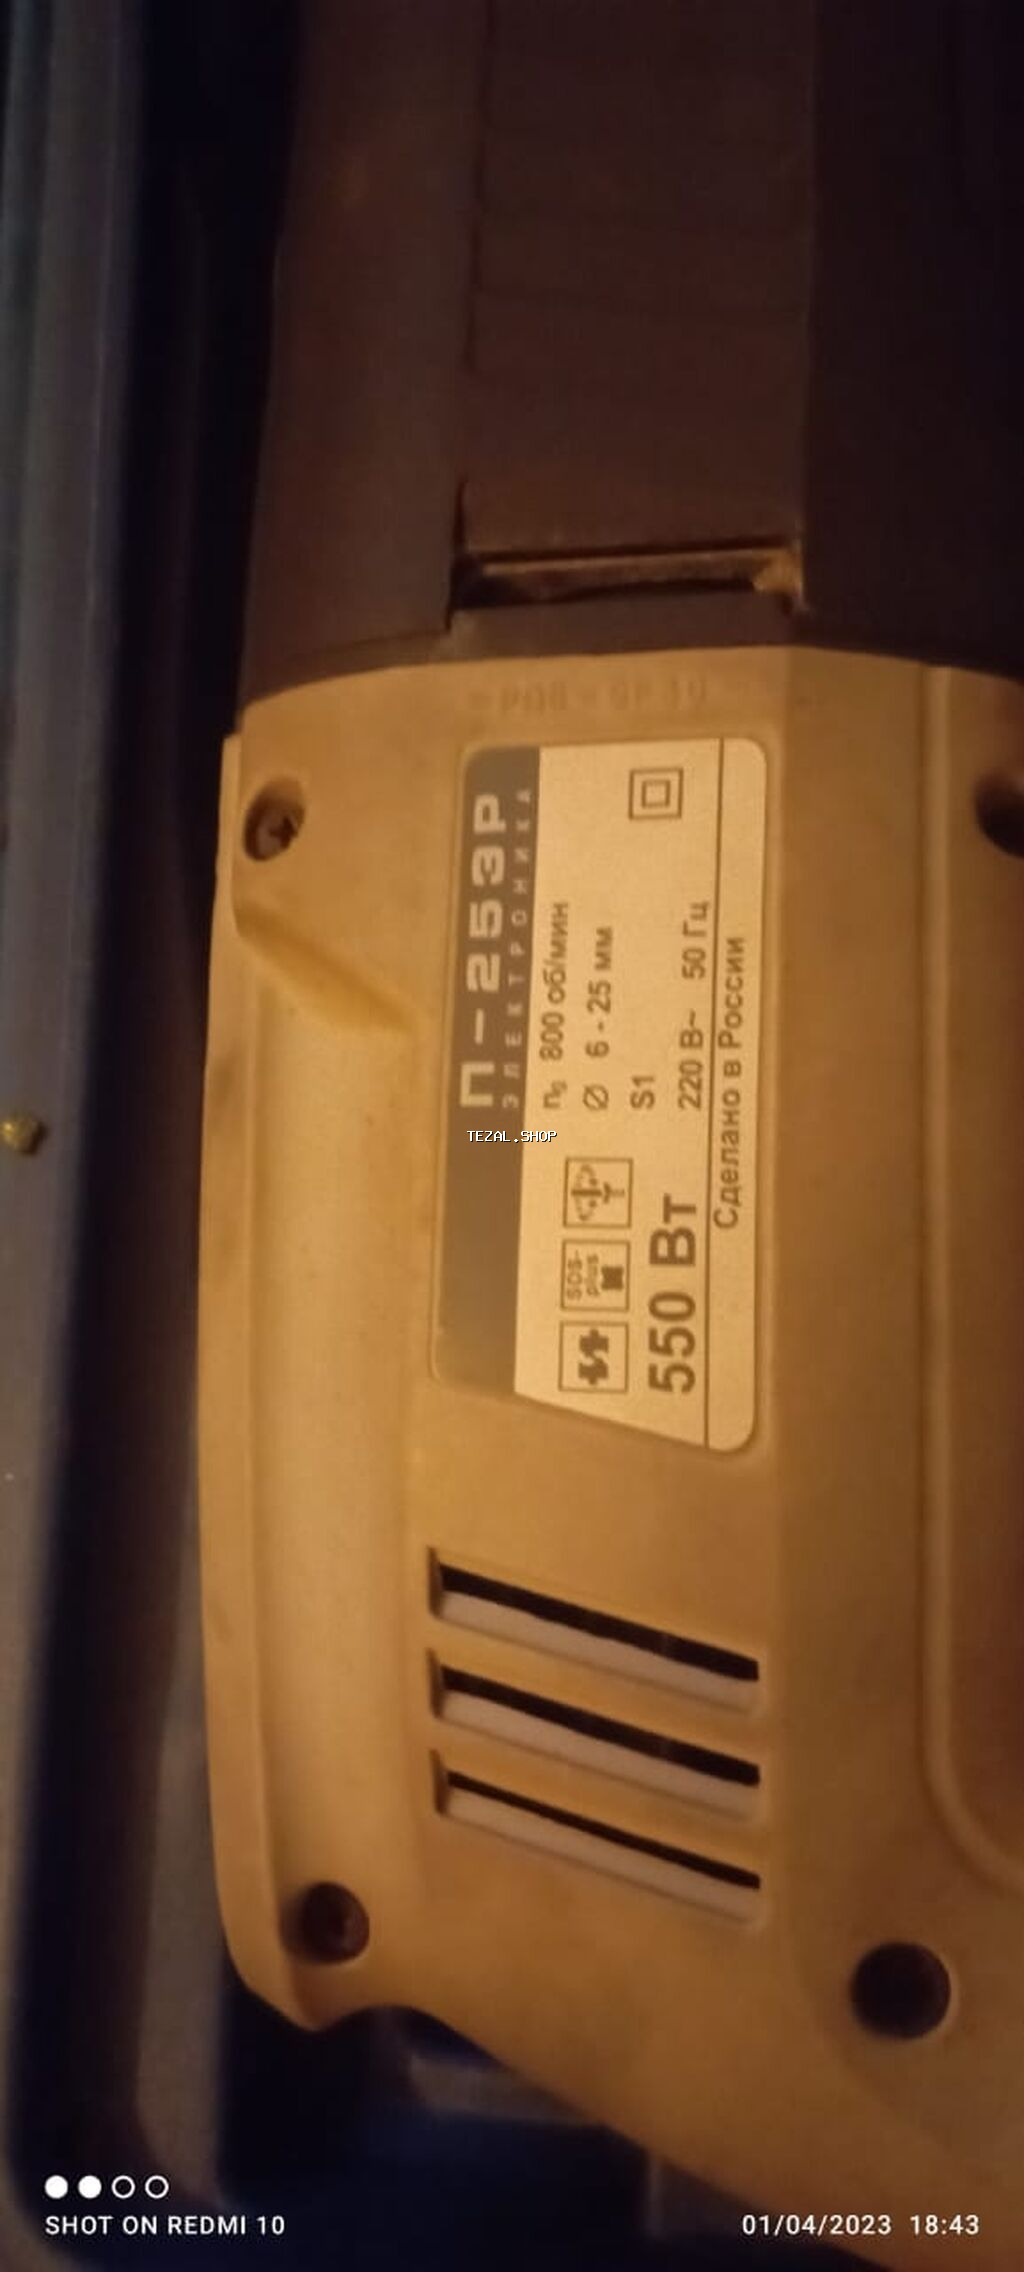 П-253Р
ЭЛЕКТРОНИКА
n₀ 800 об/мин
Ø 6 - 25 мм
S1
SDS-
plus
550 Вт
220 В~ 50 Гц
Сделано в России
TEZAL.SHOP
SHOT ON REDMI 10
01/04/2023 18:43